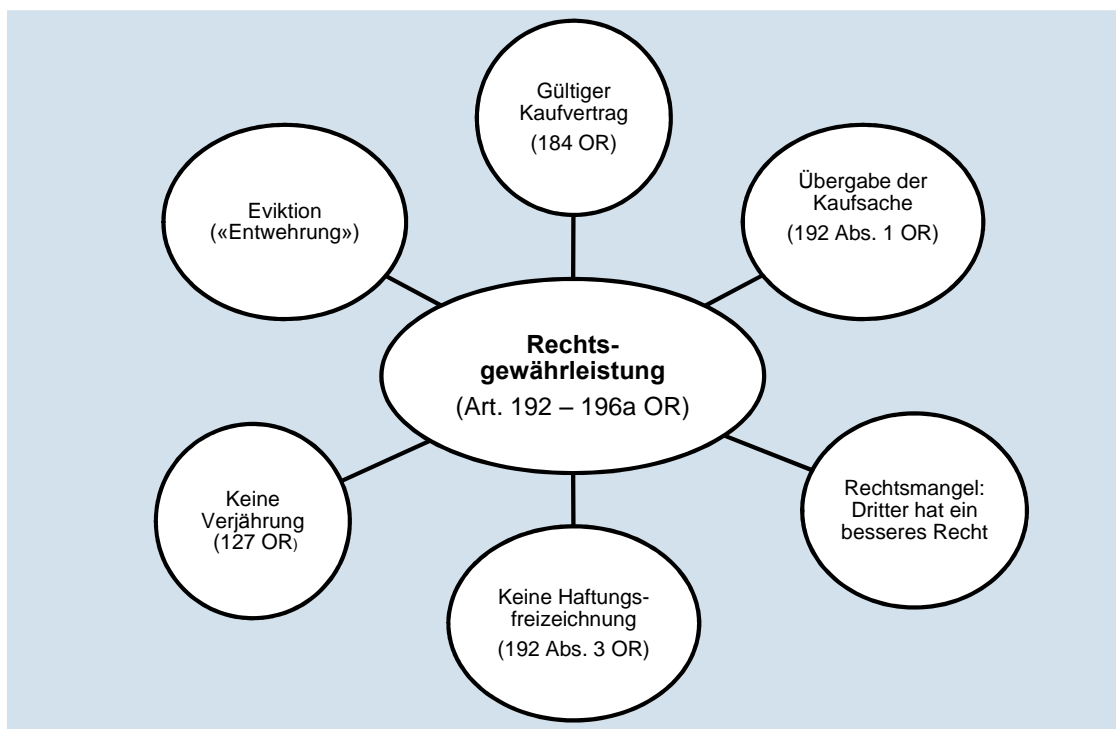 Gültiger
Kaufvertrag
(184 OR)
Übergabe der
Kaufsache
(192 Abs. 1 OR)
Eviktion
(«Entwehrung»)
Rechts-
gewährleistung
(Art. 192 – 196a OR)
Rechtsmangel:
Dritter hat ein
besseres Recht
Keine
Verjährung
(127 OR)
Keine Haftungs-
freizeichnung
(192 Abs. 3 OR)